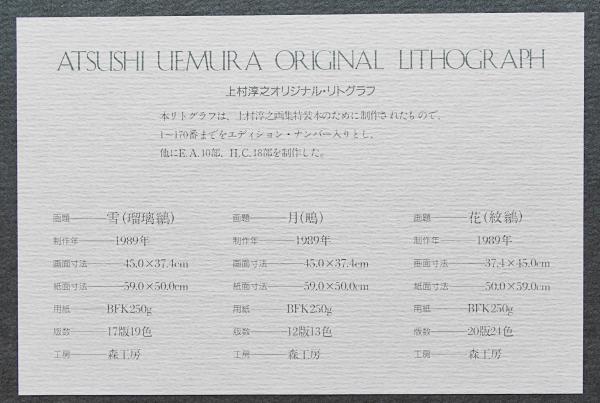 ATSUSHI UEMURA ORIGINAL LITHOGRAPH
上村淳之オリジナル・リトグラフ
本リトグラフは、上村淳之画集特装本のために制作されたもので、
1~170番までをエディション・ナンバー入りとし、
他にE.A.10部、H.C.18部を制作した。
画題――雪(瑠璃鶲)
制作年――1989年
画面寸法――45.0×37.4cm
紙面寸法――59.0×50.0cm
用紙――BFK250g
版数――17版19色
工房――森工房
画題――月(鴫)
制作年――1989年
画面寸法――45.0×37.4cm
紙面寸法――59.0×50.0cm
用紙――BFK250g
版数――12版13色
工房――森工房
画題――花(紋鶲)
制作年――1989年
画面寸法――37.4×45.0cm
紙面寸法――50.0×59.0cm
用紙――BFK250g
版数――20版24色
工房――森工房